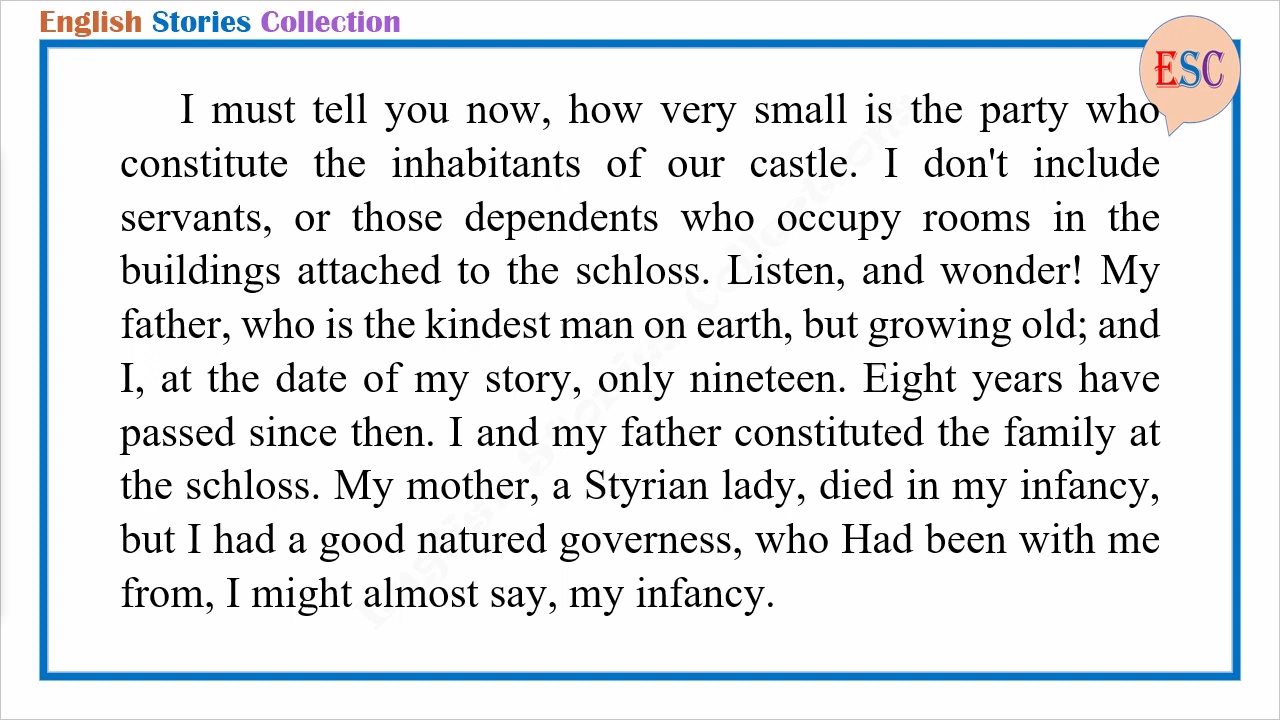 English Stories Collection
ESC
I must tell you now, how very small is the party who
constitute the inhabitants of our castle. I don't include
servants, or those dependents who occupy rooms in the
buildings attached to the schloss. Listen, and wonder! My
father, who is the kindest man on earth, but growing old; and
I, at the date of my story, only nineteen. Eight years have
passed since then. I and my father constituted the family at
the schloss. My mother, a Styrian lady, died in my infancy,
but I had a good natured governess, who Had been with me
from, I might almost say, my infancy.
English Stories Collections